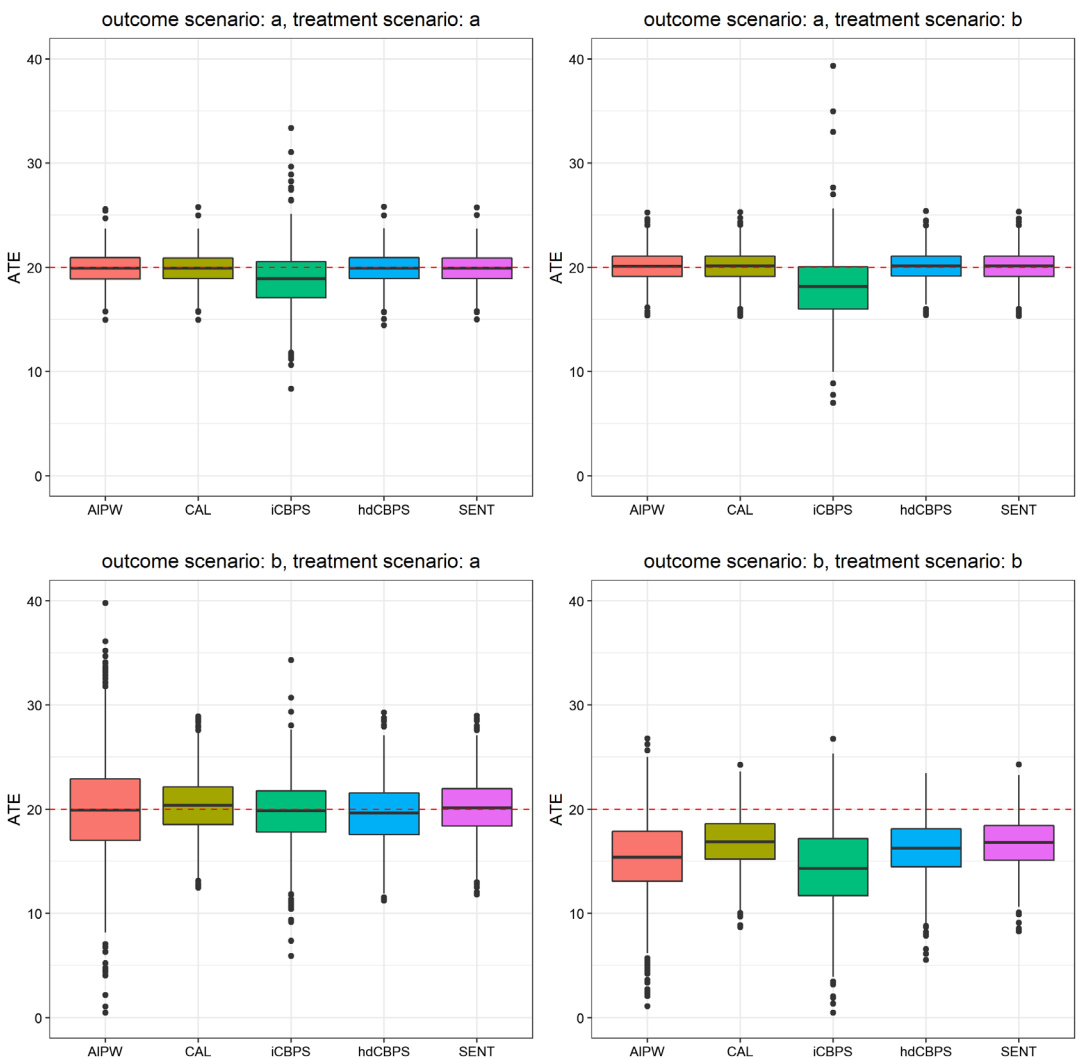 outcome scenario: a, treatment scenario: a
40
30
20
10
0
ATE
AIPW CAL iCBPS hdCBPS SENT
outcome scenario: a, treatment scenario: b
40
30
20
10
0
ATE
AIPW CAL iCBPS hdCBPS SENT
outcome scenario: b, treatment scenario: a
40
30
20
10
0
ATE
AIPW CAL iCBPS hdCBPS SENT
outcome scenario: b, treatment scenario: b
40
30
20
10
0
ATE
AIPW CAL iCBPS hdCBPS SENT